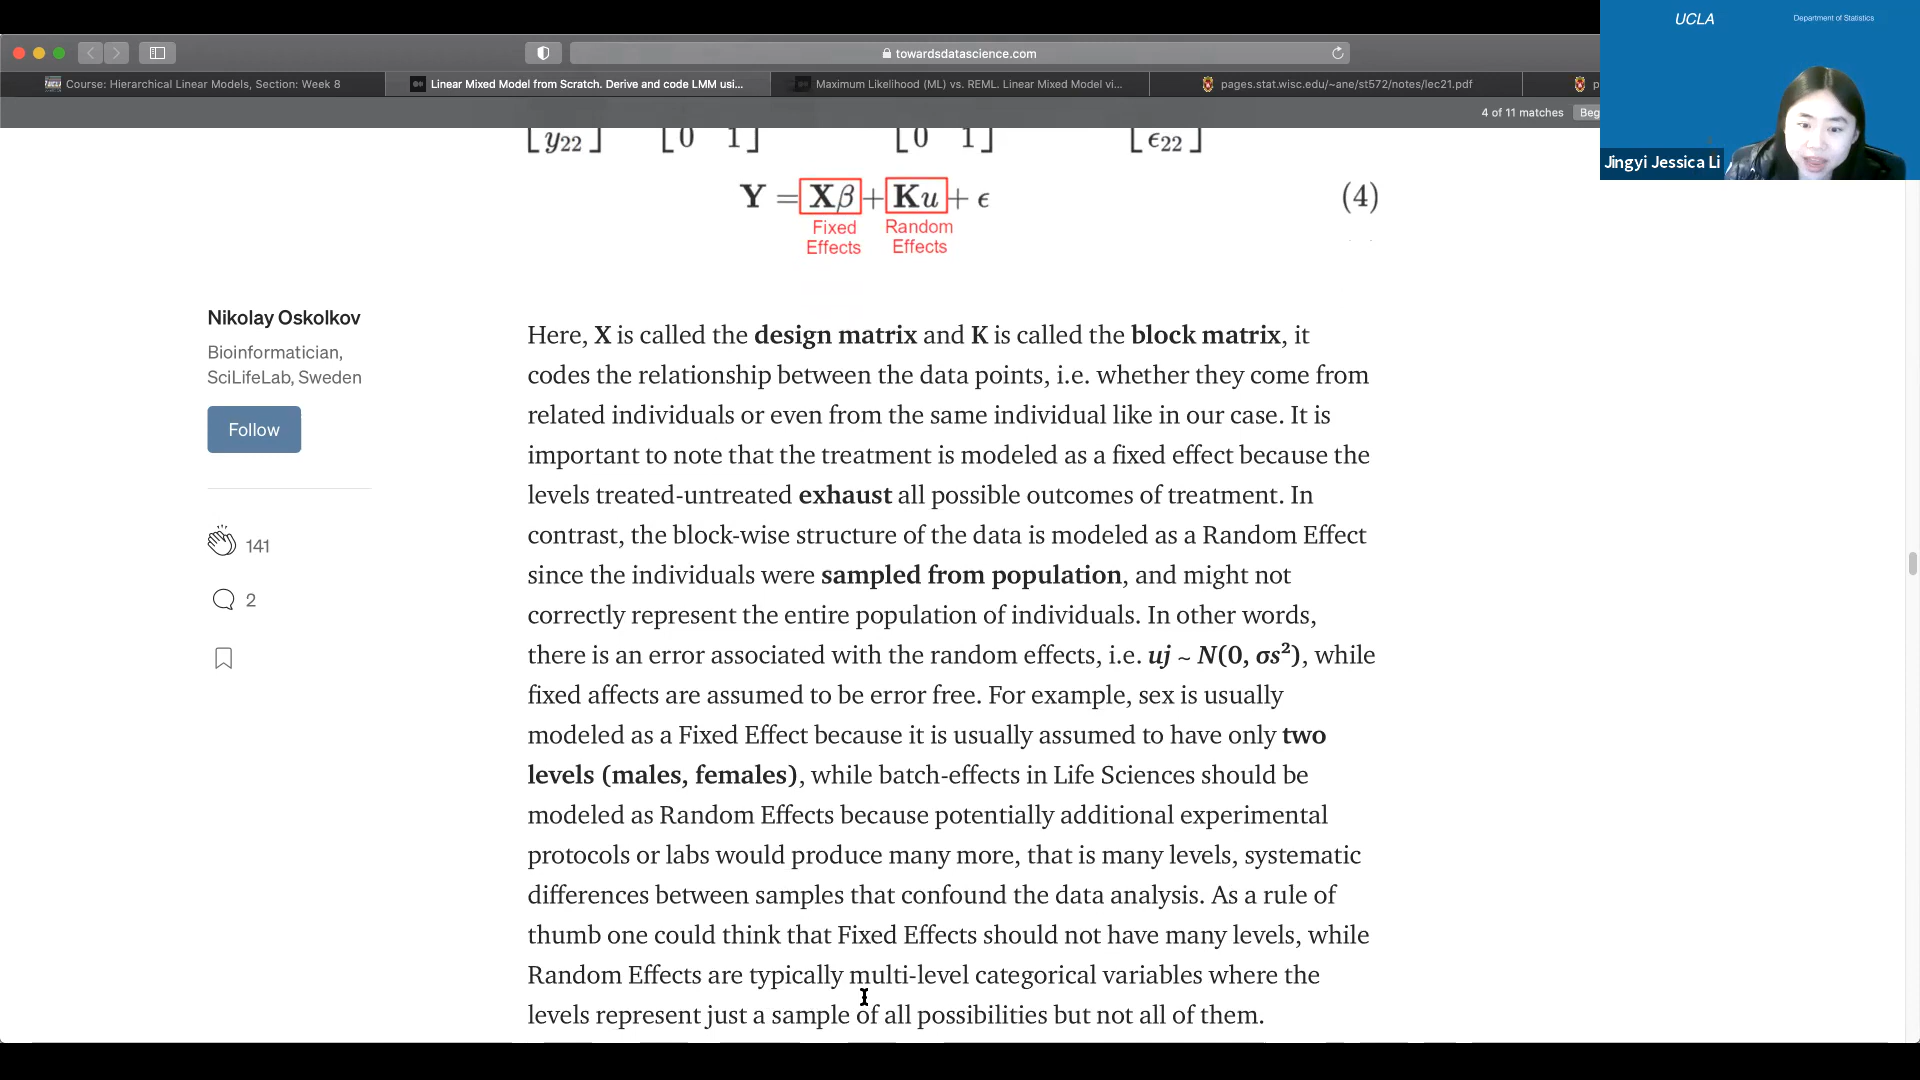 UCLA
Department of Statistics
towardsdatascience.com
Course: Hierarchical Linear Models, Section: Week 8
Linear Mixed Model from Scratch. Derive and code LMM usi...
Maximum Likelihood (ML) vs. REML. Linear Mixed Model vi...
pages.stat.wisc.edu/~ane/st572/notes/lec21.pdf
p
4 of 11 matches
Beg
Jingyi Jessica Li
[y22] [0 1] [0 1] [ϵ22]
Y = Xβ + Ku + ϵ (4)
Fixed Effects
Random Effects
Nikolay Oskolkov
Bioinformatician,
SciLifeLab, Sweden
Follow
141
2
Here, X is called the design matrix and K is called the block matrix, it
codes the relationship between the data points, i.e. whether they come from
related individuals or even from the same individual like in our case. It is
important to note that the treatment is modeled as a fixed effect because the
levels treated-untreated exhaust all possible outcomes of treatment. In
contrast, the block-wise structure of the data is modeled as a Random Effect
since the individuals were sampled from population, and might not
correctly represent the entire population of individuals. In other words,
there is an error associated with the random effects, i.e. uj ~ N(0, σs²), while
fixed affects are assumed to be error free. For example, sex is usually
modeled as a Fixed Effect because it is usually assumed to have only two
levels (males, females), while batch-effects in Life Sciences should be
modeled as Random Effects because potentially additional experimental
protocols or labs would produce many more, that is many levels, systematic
differences between samples that confound the data analysis. As a rule of
thumb one could think that Fixed Effects should not have many levels, while
Random Effects are typically multi-level categorical variables where the
levels represent just a sample of all possibilities but not all of them.